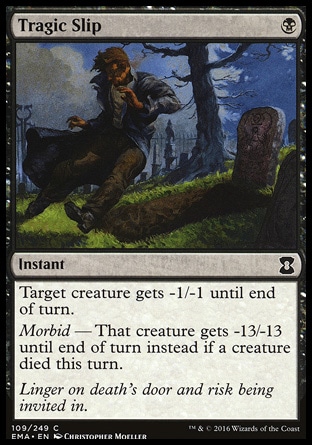 Tragic Slip
Instant
Target creature gets -1/-1 until end
of turn.
Morbid — That creature gets -13/-13
until end of turn instead if a creature
died this turn.
Linger on death's door and risk being
invited in.
109/249 C
EMA • EN Christopher Moeller
™ & © 2016 Wizards of the Coast